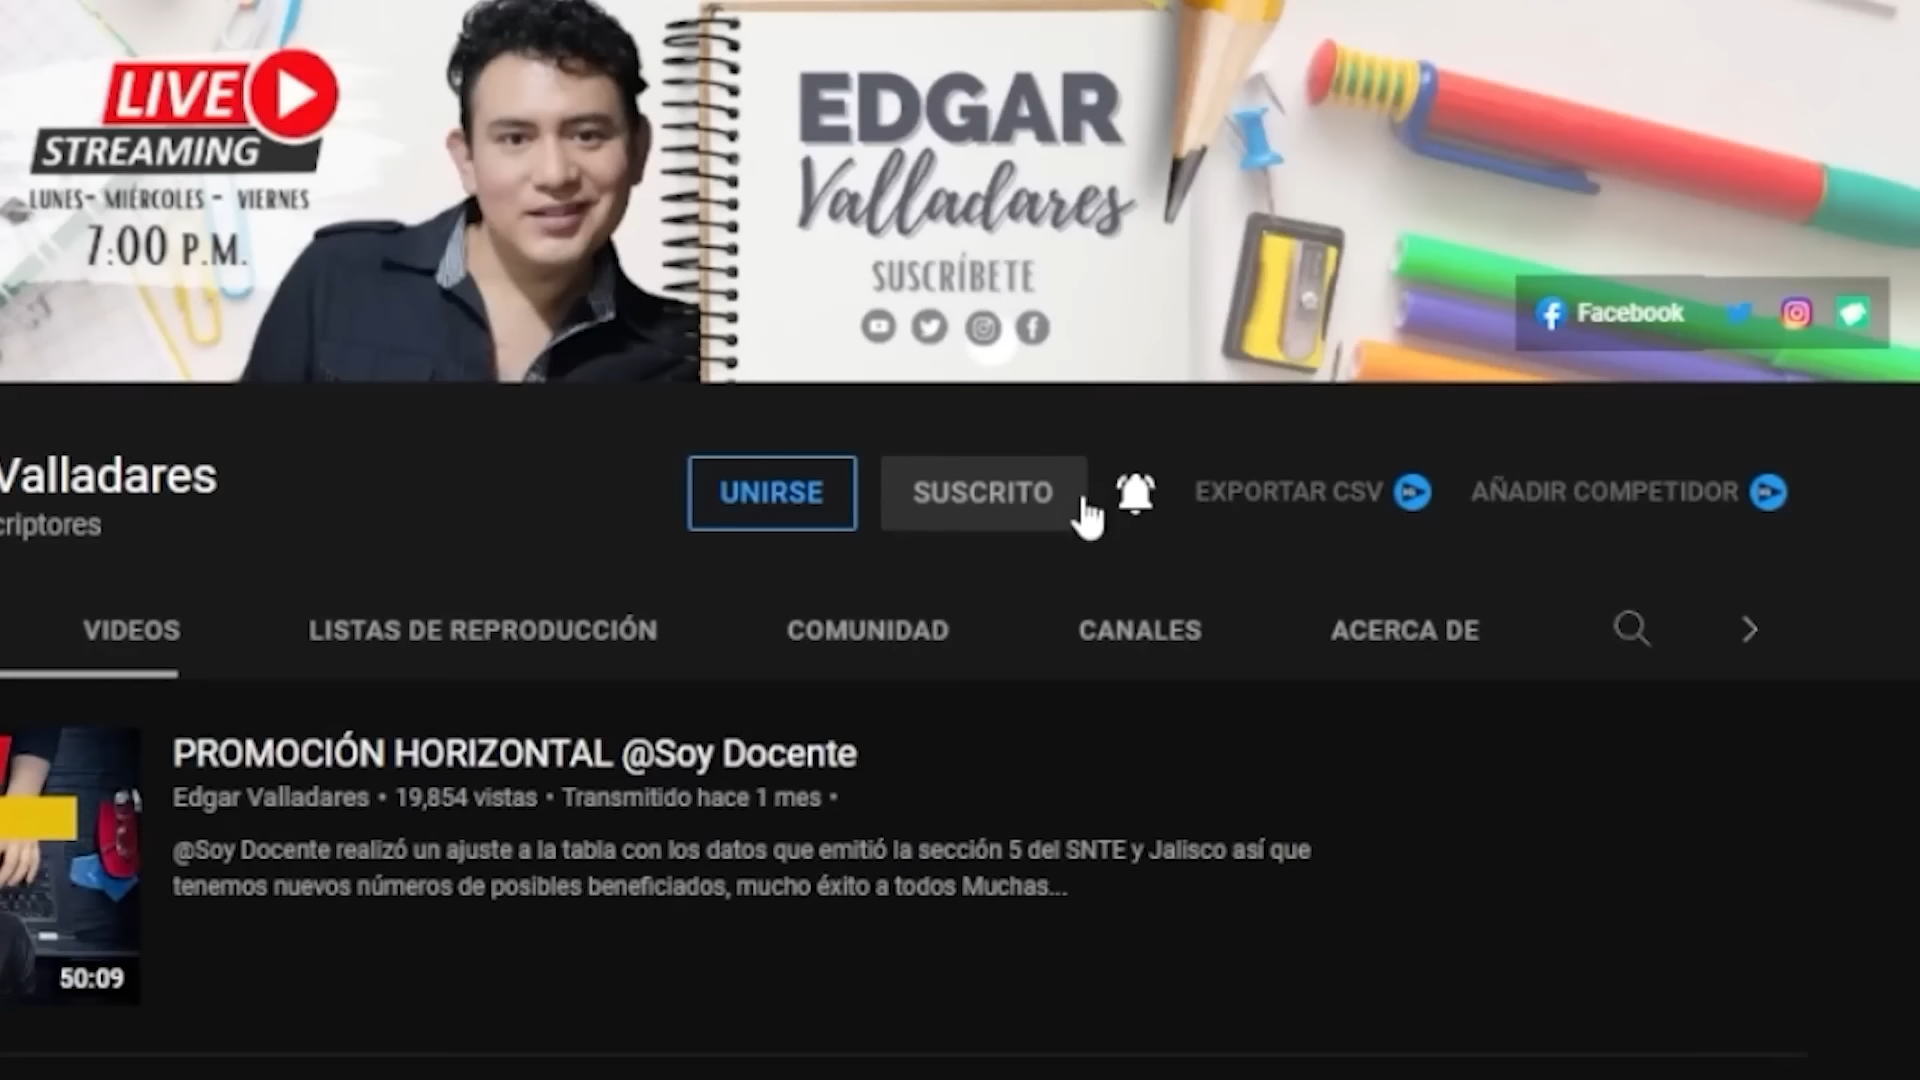 LIVE
STREAMING
LUNES- MIÉRCOLES - VIERNES
7:00 P.M.
EDGAR
Valladares
SUSCRÍBETE
Facebook
Valladares
criptores
UNIRSE
SUSCRITO
EXPORTAR CSV
AÑADIR COMPETIDOR
VIDEOS
LISTAS DE REPRODUCCIÓN
COMUNIDAD
CANALES
ACERCA DE
PROMOCIÓN HORIZONTAL @Soy Docente
Edgar Valladares • 19,854 vistas • Transmitido hace 1 mes •
@Soy Docente realizó un ajuste a la tabla con los datos que emitió la sección 5 del SNTE y Jalisco así que
tenemos nuevos números de posibles beneficiados, mucho éxito a todos Muchas...
50:09